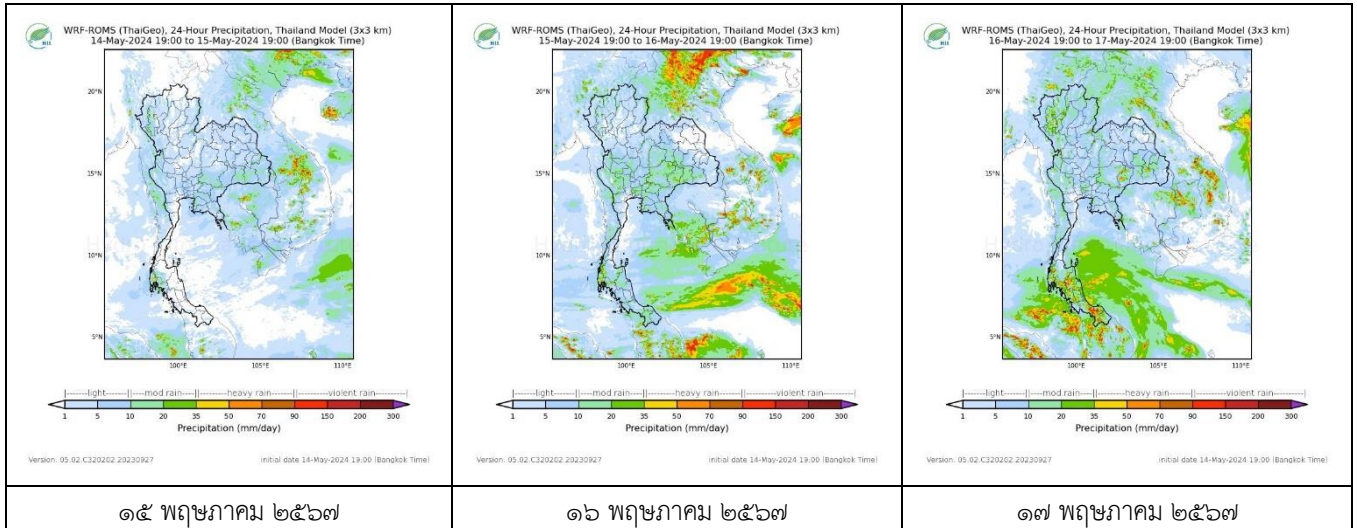 WRF-ROMS (ThaiGeo), 24-Hour Precipitation, Thailand Model (3x3 km)
14-May-2024 19:00 to 15-May-2024 19:00 (Bangkok Time)
HII
20°N
15°N
10°N
5°N
100°E 105°E 110°E
light mod rain heavy rain violent rain
1 5 10 20 35 50 70 90 150 200 300
Precipitation (mm/day)
Version: 05.02.C320202.20230927 initial date 14-May-2024 19:00 (Bangkok Time)
๑๕ พฤษภาคม ๒๕๖๗
WRF-ROMS (ThaiGeo), 24-Hour Precipitation, Thailand Model (3x3 km)
15-May-2024 19:00 to 16-May-2024 19:00 (Bangkok Time)
HII
20°N
15°N
10°N
5°N
100°E 105°E 110°E
light mod rain heavy rain violent rain
1 5 10 20 35 50 70 90 150 200 300
Precipitation (mm/day)
Version: 05.02.C320202.20230927 initial date 14-May-2024 19:00 (Bangkok Time)
๑๖ พฤษภาคม ๒๕๖๗
WRF-ROMS (ThaiGeo), 24-Hour Precipitation, Thailand Model (3x3 km)
16-May-2024 19:00 to 17-May-2024 19:00 (Bangkok Time)
HII
20°N
15°N
10°N
5°N
100°E 105°E 110°E
light mod rain heavy rain violent rain
1 5 10 20 35 50 70 90 150 200 300
Precipitation (mm/day)
Version: 05.02.C320202.20230927 initial date 14-May-2024 19:00 (Bangkok Time)
๑๗ พฤษภาคม ๒๕๖๗